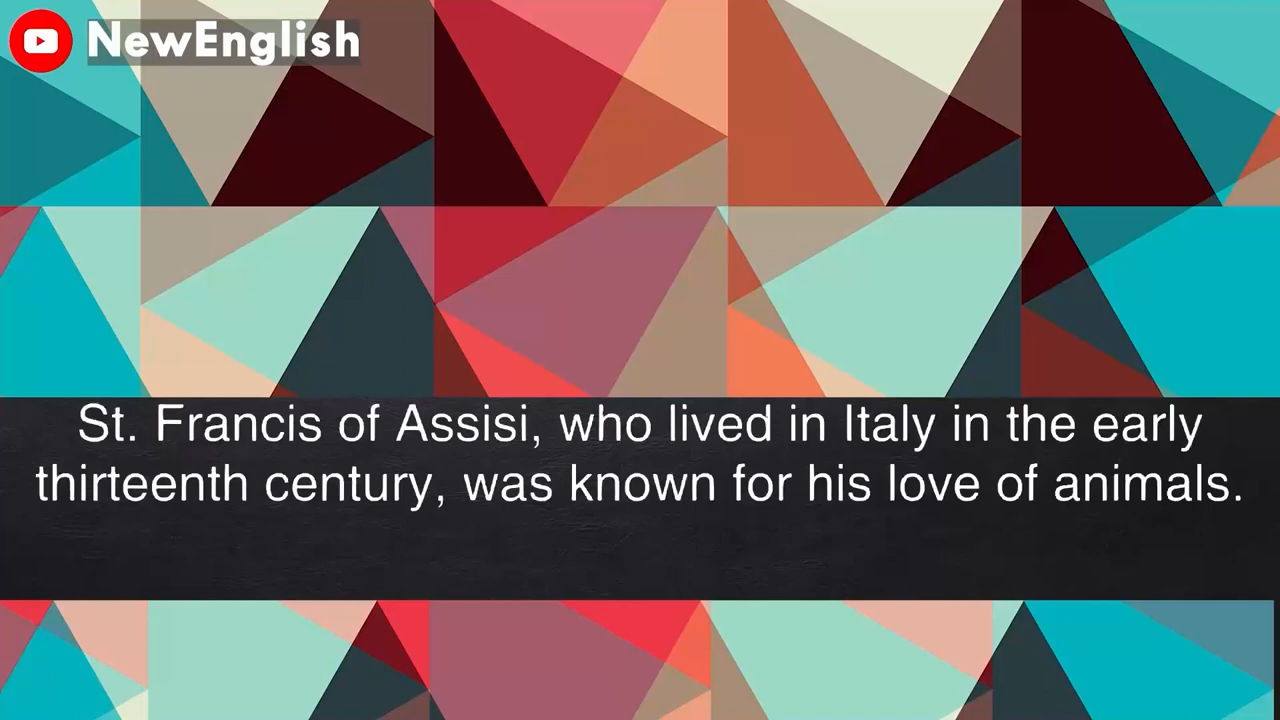 NewEnglish
St. Francis of Assisi, who lived in Italy in the early
thirteenth century, was known for his love of animals.